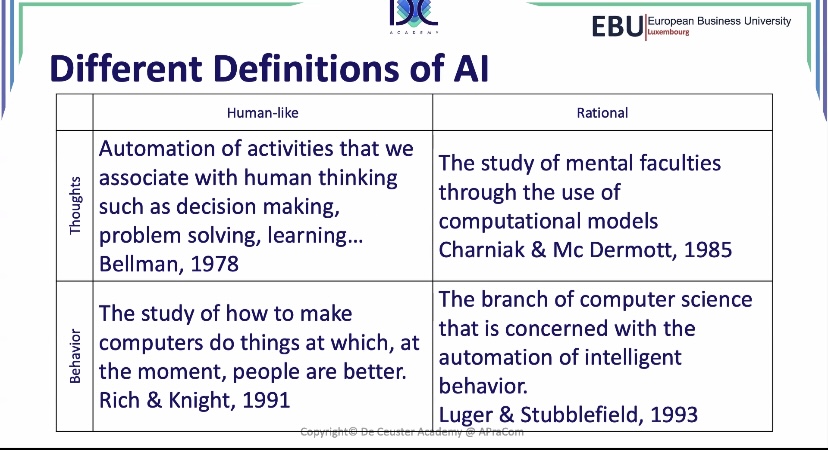 ACADEMY
EBU
European Business University
Luxembourg
Different Definitions of AI
Human-like
Rational
Thoughts
Automation of activities that we
associate with human thinking
such as decision making,
problem solving, learning...
Bellman, 1978
The study of mental faculties
through the use of
computational models
Charniak & Mc Dermott, 1985
Behavior
The study of how to make
computers do things at which, at
the moment, people are better.
Rich & Knight, 1991
The branch of computer science
that is concerned with the
automation of intelligent
behavior.
Luger & Stubblefield, 1993
Copyright© De Ceuster Academy @ APraCom